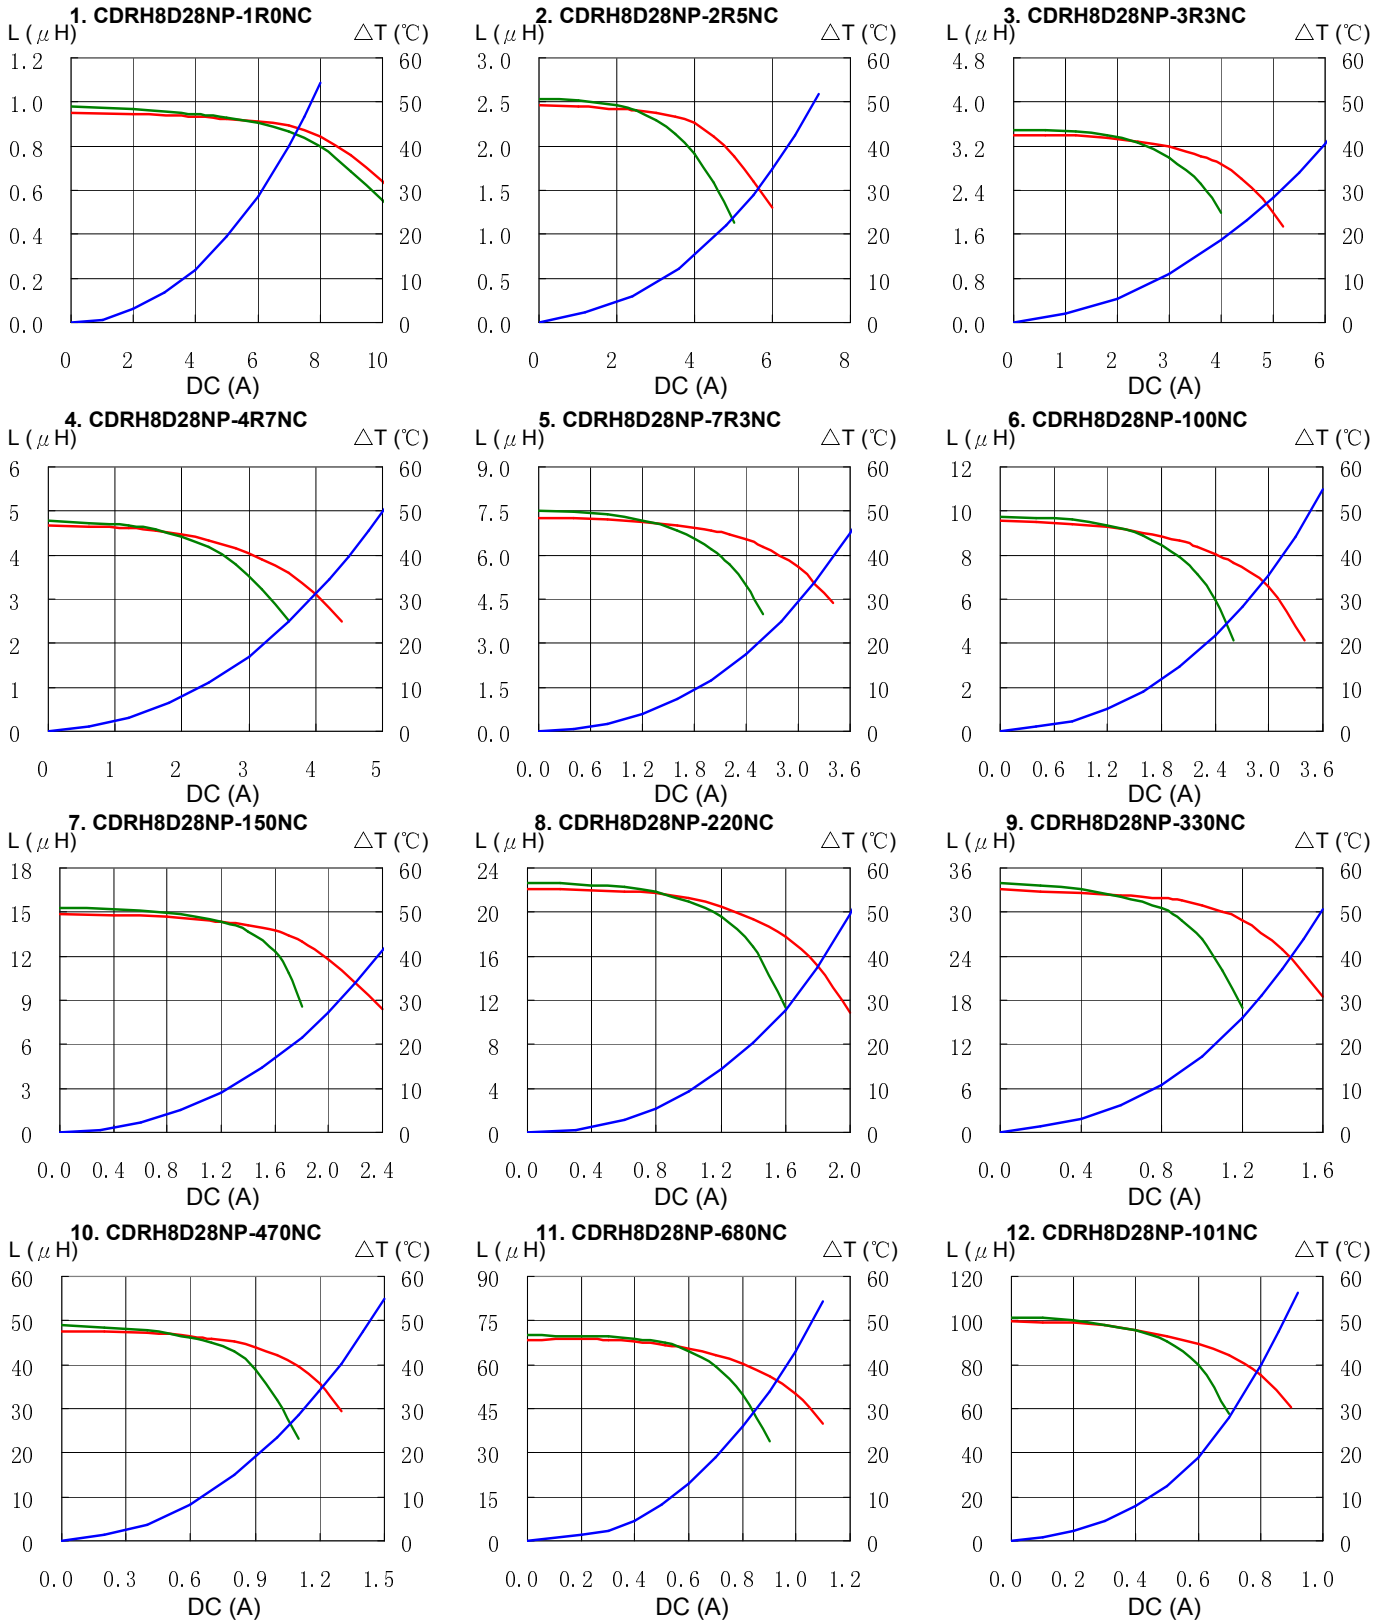 1. CDRH8D28NP-1R0NC
L (μH) △T (℃)
1.2 60
1.0 50
0.8 40
0.6 30
0.4 20
0.2 10
0.0 0
0 2 4 6 8 10
DC (A)
2. CDRH8D28NP-2R5NC
L (μH) △T (℃)
3.0 60
2.5 50
2.0 40
1.5 30
1.0 20
0.5 10
0.0 0
0 2 4 6 8
DC (A)
3. CDRH8D28NP-3R3NC
L (μH) △T (℃)
4.8 60
4.0 50
3.2 40
2.4 30
1.6 20
0.8 10
0.0 0
0 1 2 3 4 5 6
DC (A)
4. CDRH8D28NP-4R7NC
L (μH) △T (℃)
6 60
5 50
4 40
3 30
2 20
1 10
0 0
0 1 2 3 4 5
DC (A)
5. CDRH8D28NP-7R3NC
L (μH) △T (℃)
9.0 60
7.5 50
6.0 40
4.5 30
3.0 20
1.5 10
0.0 0
0.0 0.6 1.2 1.8 2.4 3.0 3.6
DC (A)
6. CDRH8D28NP-100NC
L (μH) △T (℃)
12 60
10 50
8 40
6 30
4 20
2 10
0 0
0.0 0.6 1.2 1.8 2.4 3.0 3.6
DC (A)
7. CDRH8D28NP-150NC
L (μH) △T (℃)
18 60
15 50
12 40
9 30
6 20
3 10
0 0
0.0 0.4 0.8 1.2 1.6 2.0 2.4
DC (A)
8. CDRH8D28NP-220NC
L (μH) △T (℃)
24 60
20 50
16 40
12 30
8 20
4 10
0 0
0.0 0.4 0.8 1.2 1.6 2.0
DC (A)
9. CDRH8D28NP-330NC
L (μH) △T (℃)
36 60
30 50
24 40
18 30
12 20
6 10
0 0
0.0 0.4 0.8 1.2 1.6
DC (A)
10. CDRH8D28NP-470NC
L (μH) △T (℃)
60 60
50 50
40 40
30 30
20 20
10 10
0 0
0.0 0.3 0.6 0.9 1.2 1.5
DC (A)
11. CDRH8D28NP-680NC
L (μH) △T (℃)
90 60
75 50
60 40
45 30
30 20
15 10
0 0
0.0 0.2 0.4 0.6 0.8 1.0 1.2
DC (A)
12. CDRH8D28NP-101NC
L (μH) △T (℃)
120 60
100 50
80 40
60 30
40 20
20 10
0 0
0.0 0.2 0.4 0.6 0.8 1.0
DC (A)